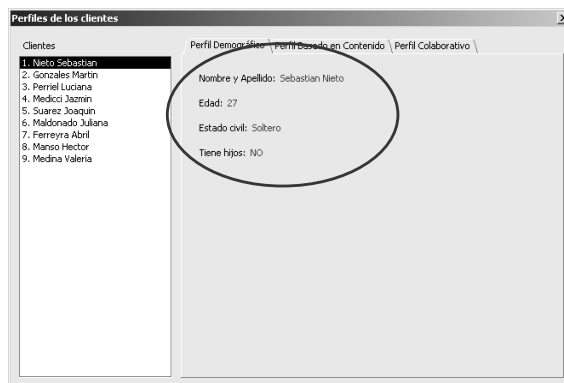 Perfiles de los clientes
Clientes
1. Nieto Sebastian
2. Gonzales Martin
3. Perriel Luciana
4. Medicci Jazmin
5. Suarez Joaquin
6. Maldonado Juliana
7. Ferreyra Abril
8. Manso Hector
9. Medina Valeria
Perfil Demográfico Perfil Basado en Contenido Perfil Colaborativo
Nombre y Apellido: Sebastian Nieto
Edad: 27
Estado civil: Soltero
Tiene hijos: NO